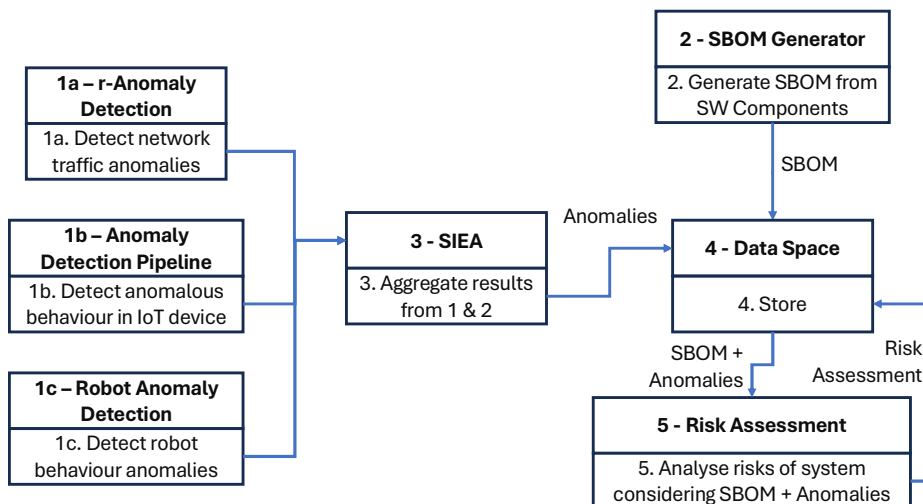 2 - SBOM Generator
2. Generate SBOM from
SW Components
1a – r-Anomaly
Detection
1a. Detect network
traffic anomalies
SBOM
1b – Anomaly
Detection Pipeline
1b. Detect anomalous
behaviour in IoT device
3 - SIEA
3. Aggregate results
from 1 & 2
Anomalies
4 - Data Space
4. Store
SBOM +
Anomalies
Risk
Assessment
1c – Robot Anomaly
Detection
1c. Detect robot
behaviour anomalies
5 - Risk Assessment
5. Analyse risks of system
considering SBOM + Anomalies